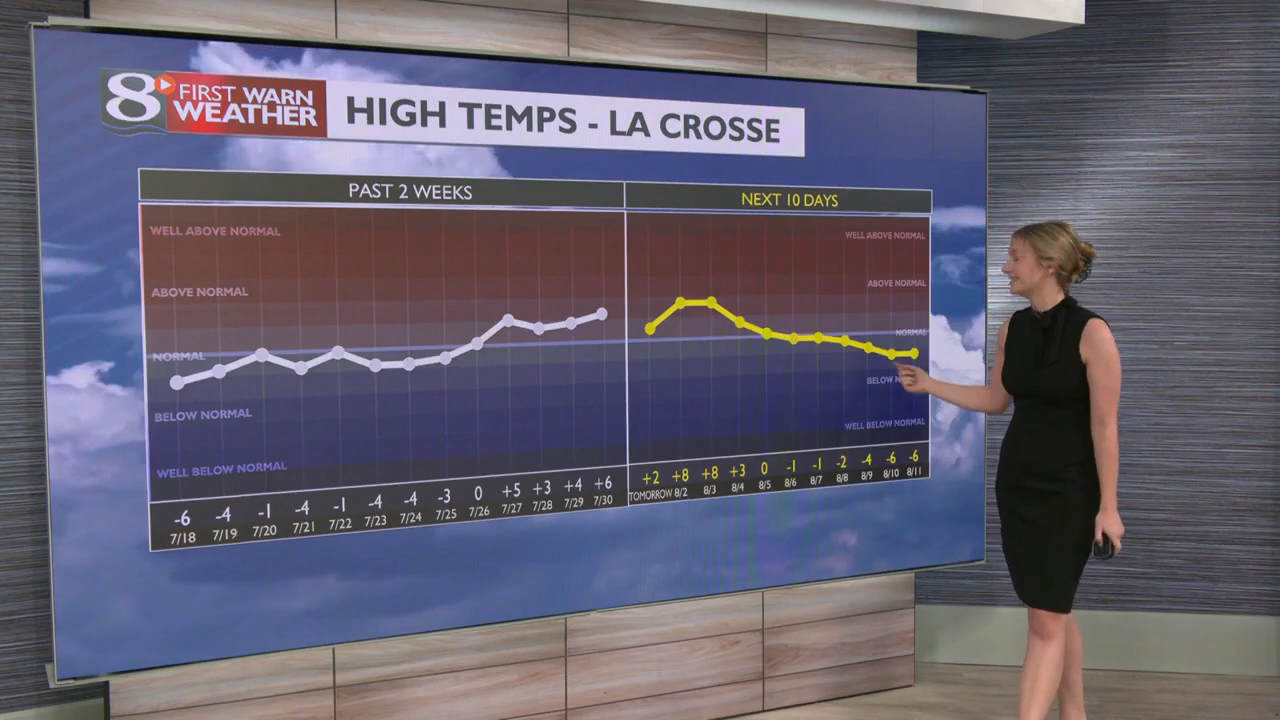 8 FIRST WARN
WEATHER
HIGH TEMPS - LA CROSSE
PAST 2 WEEKS
NEXT 10 DAYS
WELL ABOVE NORMAL
ABOVE NORMAL
NORMAL
BELOW NORMAL
WELL BELOW NORMAL
WELL ABOVE NORMAL
ABOVE NORMAL
NORMAL
BELOW N
WELL BELOW NORMAL
-6 -4 -1 -4 -1 -4 -4 -3 0 +5 +3 +4 +6
7/18 7/19 7/20 7/21 7/22 7/23 7/24 7/25 7/26 7/27 7/28 7/29 7/30
+2 +8 +8 +3 0 -1 -1 -2 -4 -6 -6
TOMORROW 8/2 8/3 8/4 8/5 8/6 8/7 8/8 8/9 8/10 8/11